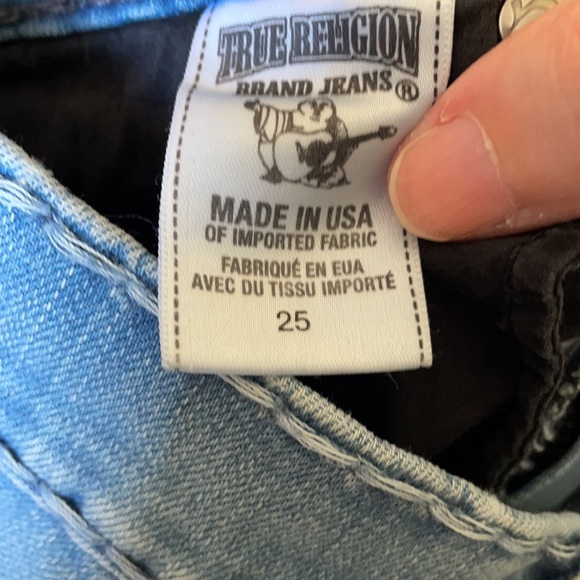 TRUE RELIGION
BRAND JEANS®
MADE IN USA
OF IMPORTED FABRIC
FABRIQUÉ EN EUA
AVEC DU TISSU IMPORTÉ
25